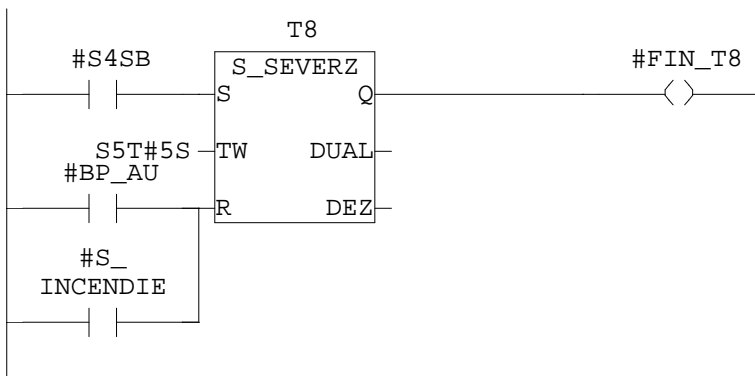 T8
#S4SB
S_SEVERZ
#FIN_T8
S
Q
S5T#5S
TW
DUAL
#BP_AU
R
DEZ
#S_
INCENDIE